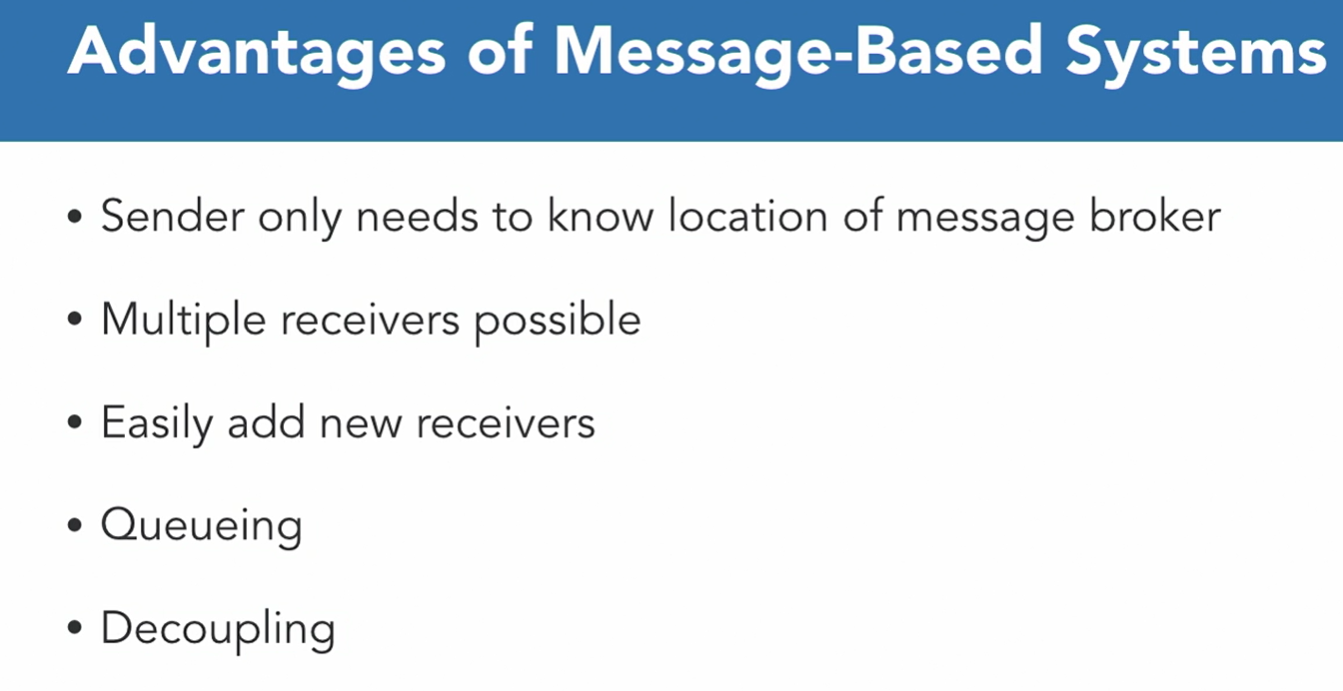 Advantages of Message-Based Systems
• Sender only needs to know location of message broker
• Multiple receivers possible
• Easily add new receivers
• Queueing
• Decoupling